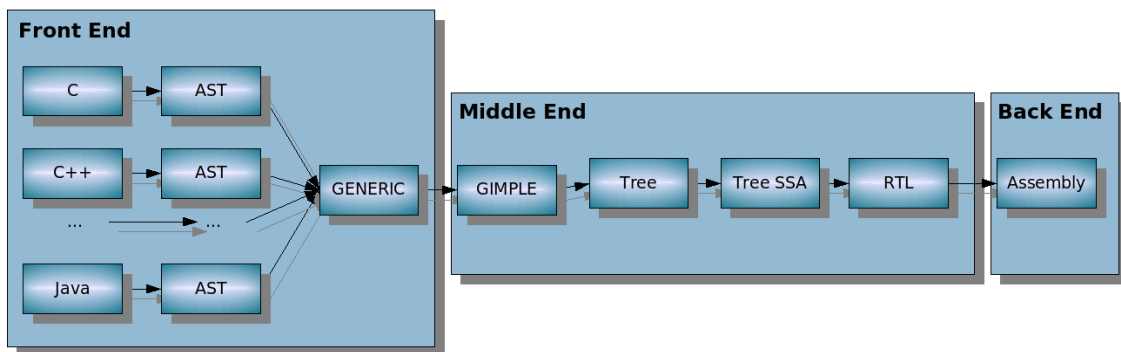 Front End
C
AST
C++
AST
...
...
Java
AST
GENERIC
Middle End
GIMPLE
Tree
Tree SSA
RTL
Back End
Assembly